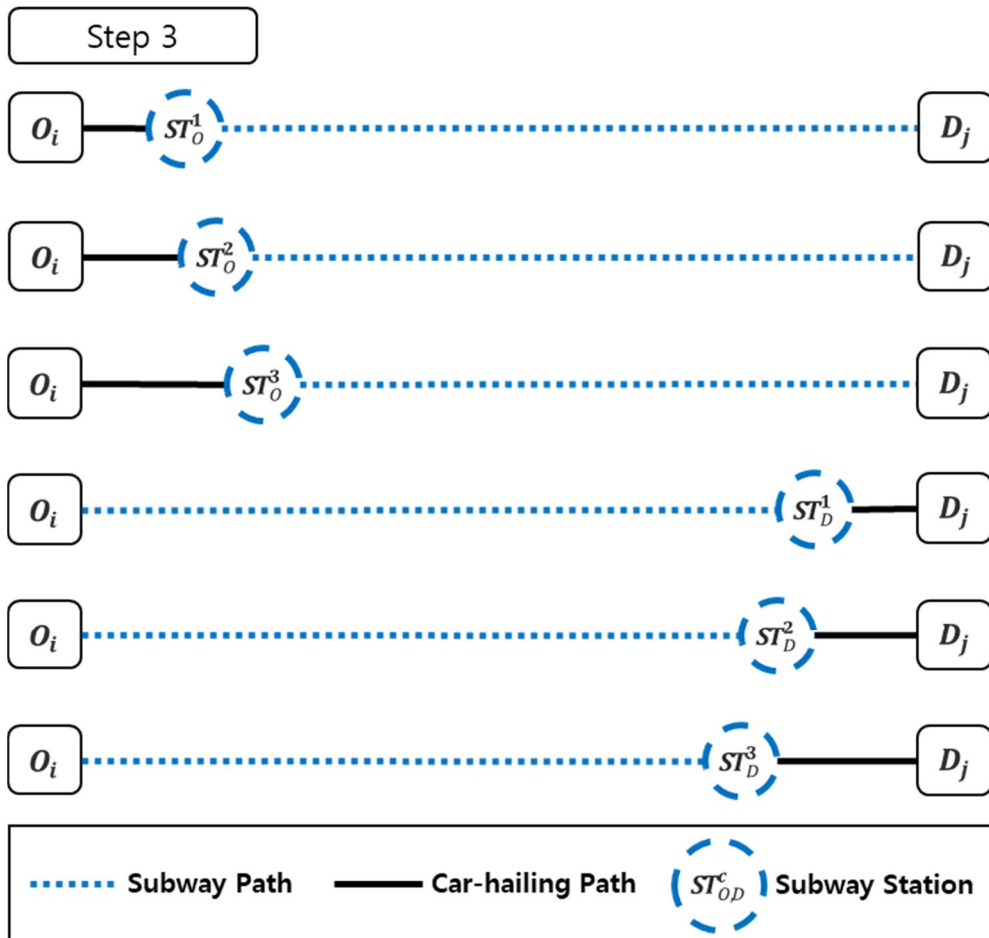 Step 3
O_i ST_O^1 D_j
O_i ST_O^2 D_j
O_i ST_O^3 D_j
O_i ST_D^1 D_j
O_i ST_D^2 D_j
O_i ST_D^3 D_j
Subway Path Car-hailing Path ST_{O,D}^c Subway Station